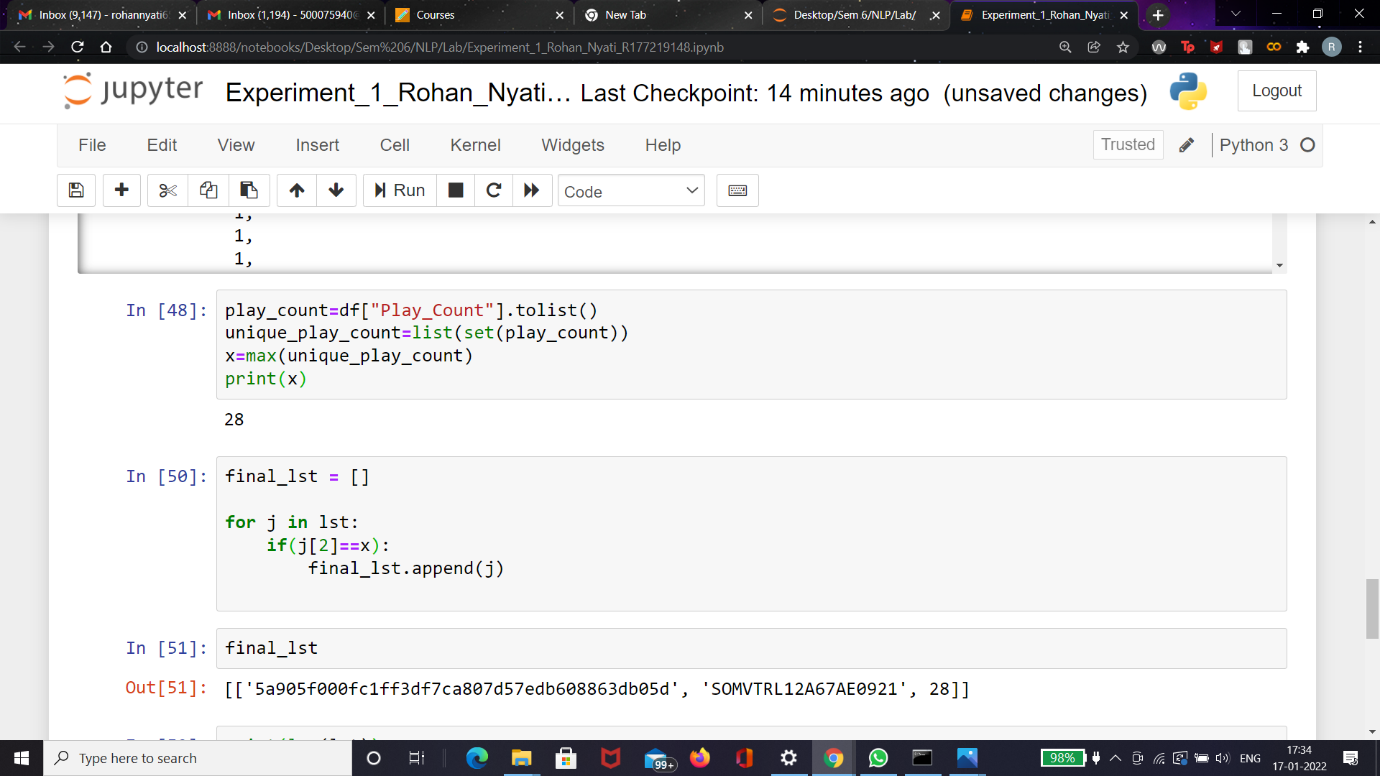 Inbox (9,147) - rohannyati6
Inbox (1,194) - 500075940@
Courses
New Tab
Desktop/Sem 6/NLP/Lab/
Experiment_1_Rohan_Nyati
localhost:8888/notebooks/Desktop/Sem%206/NLP/Lab/Experiment_1_Rohan_Nyati_R177219148.ipynb
Tp
R
jupyter Experiment_1_Rohan_Nyati... Last Checkpoint: 14 minutes ago (unsaved changes)
Logout
File Edit View Insert Cell Kernel Widgets Help
Trusted
Python 3
Run
Code
1,
1,
1,
In [48]: play_count=df["Play_Count"].tolist()
unique_play_count=list(set(play_count))
x=max(unique_play_count)
print(x)
28
In [50]: final_lst = []
for j in lst:
if(j[2]==x):
final_lst.append(j)
In [51]: final_lst
Out[51]: [['5a905f000fc1ff3df7ca807d57edb608863db05d', 'SOMVTRL12A67AE0921', 28]]
Type here to search
99+
98%
ENG
17:34
17-01-2022